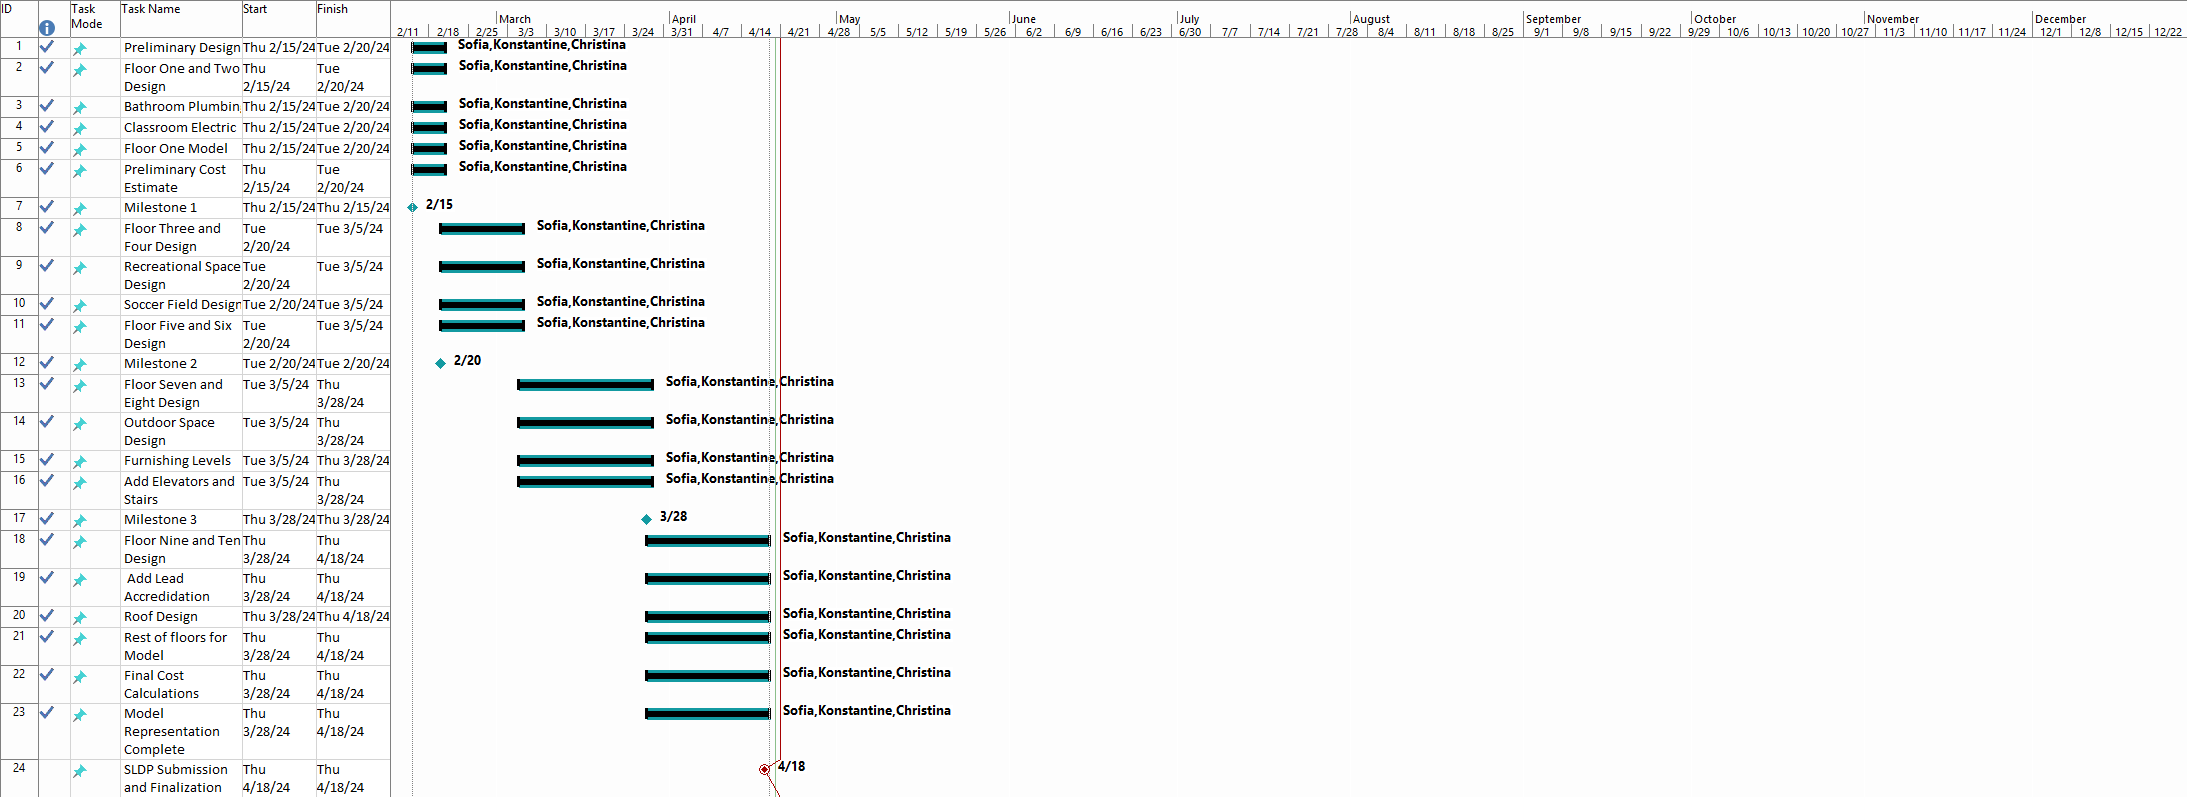 ID Task Mode Task Name Start Finish
March April May June July August September October November December
2/11 2/18 2/25 3/3 3/10 3/17 3/24 3/31 4/7 4/14 4/21 4/28 5/5 5/12 5/19 5/26 6/2 6/9 6/16 6/23 6/30 7/7 7/14 7/21 7/28 8/4 8/11 8/18 8/25 9/1 9/8 9/15 9/22 9/29 10/6 10/13 10/20 10/27 11/3 11/10 11/17 11/24 12/1 12/8 12/15 12/22
1 Preliminary Design Thu 2/15/24 Tue 2/20/24 Sofia,Konstantine,Christina
2 Floor One and Two Thu Tue Sofia,Konstantine,Christina
Design 2/15/24 2/20/24
3 Bathroom Plumbin Thu 2/15/24 Tue 2/20/24 Sofia,Konstantine,Christina
4 Classroom Electric Thu 2/15/24 Tue 2/20/24 Sofia,Konstantine,Christina
5 Floor One Model Thu 2/15/24 Tue 2/20/24 Sofia,Konstantine,Christina
6 Preliminary Cost Thu Tue Sofia,Konstantine,Christina
Estimate 2/15/24 2/20/24
7 Milestone 1 Thu 2/15/24 Thu 2/15/24 2/15
8 Floor Three and Tue Tue 3/5/24 Sofia,Konstantine,Christina
Four Design 2/20/24
9 Recreational Space Tue Tue 3/5/24 Sofia,Konstantine,Christina
Design 2/20/24
10 Soccer Field Design Tue 2/20/24 Tue 3/5/24 Sofia,Konstantine,Christina
11 Floor Five and Six Tue Tue 3/5/24 Sofia,Konstantine,Christina
Design 2/20/24
12 Milestone 2 Tue 2/20/24 Tue 2/20/24 2/20
13 Floor Seven and Tue 3/5/24 Thu Sofia,Konstantine,Christina
Eight Design 3/28/24
14 Outdoor Space Tue 3/5/24 Thu Sofia,Konstantine,Christina
Design 3/28/24
15 Furnishing Levels Tue 3/5/24 Thu 3/28/24 Sofia,Konstantine,Christina
16 Add Elevators and Tue 3/5/24 Thu Sofia,Konstantine,Christina
Stairs 3/28/24
17 Milestone 3 Thu 3/28/24 Thu 3/28/24 3/28
18 Floor Nine and Ten Thu Thu Sofia,Konstantine,Christina
Design 3/28/24 4/18/24
19 Add Lead Thu Thu Sofia,Konstantine,Christina
Accredidation 3/28/24 4/18/24
20 Roof Design Thu 3/28/24 Thu 4/18/24 Sofia,Konstantine,Christina
21 Rest of floors for Thu Thu Sofia,Konstantine,Christina
Model 3/28/24 4/18/24
22 Final Cost Thu Thu Sofia,Konstantine,Christina
Calculations 3/28/24 4/18/24
23 Model Thu Thu Sofia,Konstantine,Christina
Representation 3/28/24 4/18/24
Complete
24 SLDP Submission Thu Thu 4/18
and Finalization 4/18/24 4/18/24